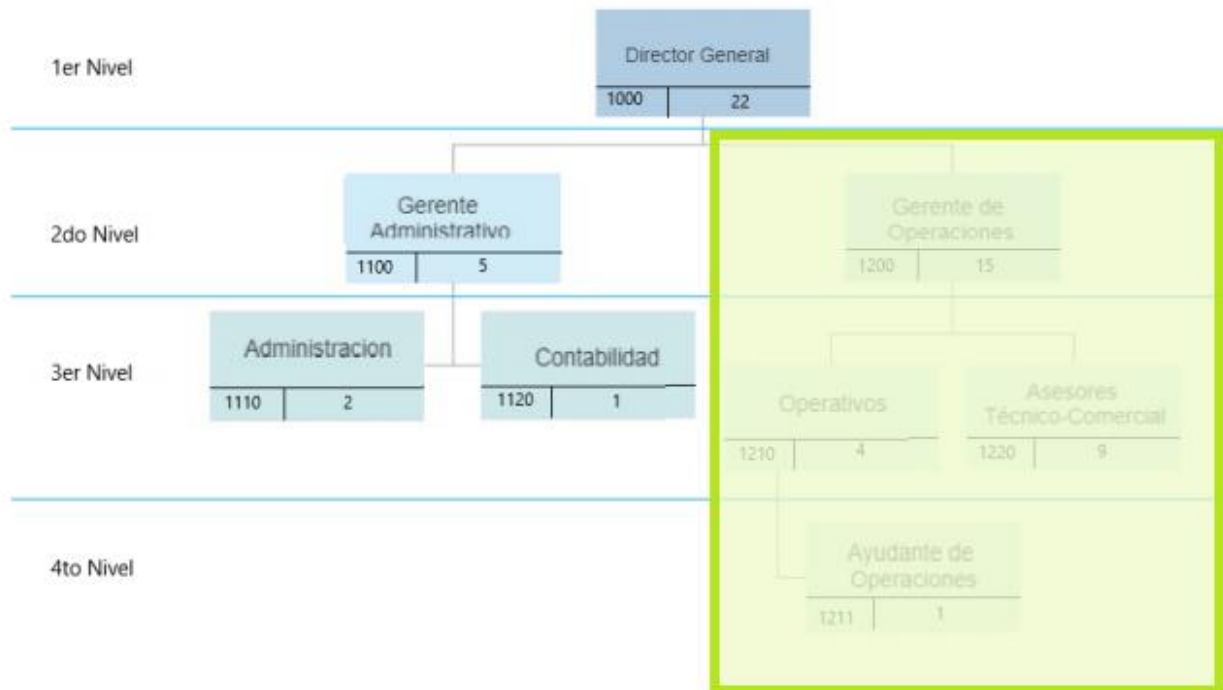 1er Nivel
Director General
1000 22
2do Nivel
Gerente
Administrativo
1100 5
Gerente de
Operaciones
1200 15
3er Nivel
Administracion
1110 2
Contabilidad
1120 1
Operativos
1210 4
Asesores
Técnico-Comercial
1220 9
4to Nivel
Ayudante de
Operaciones
1211 1